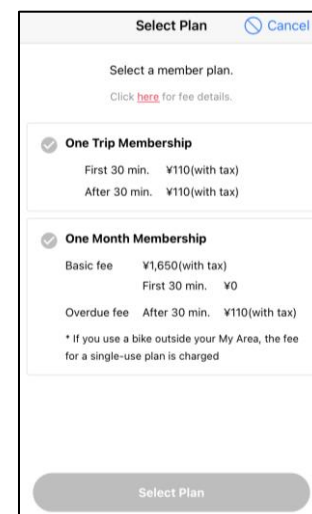 Select Plan Cancel
Select a member plan.
Click here for fee details.
One Trip Membership
First 30 min. ¥110(with tax)
After 30 min. ¥110(with tax)
One Month Membership
Basic fee ¥1,650(with tax)
First 30 min. ¥0
Overdue fee After 30 min. ¥110(with tax)
* If you use a bike outside your My Area, the fee
for a single-use plan is charged
Select Plan